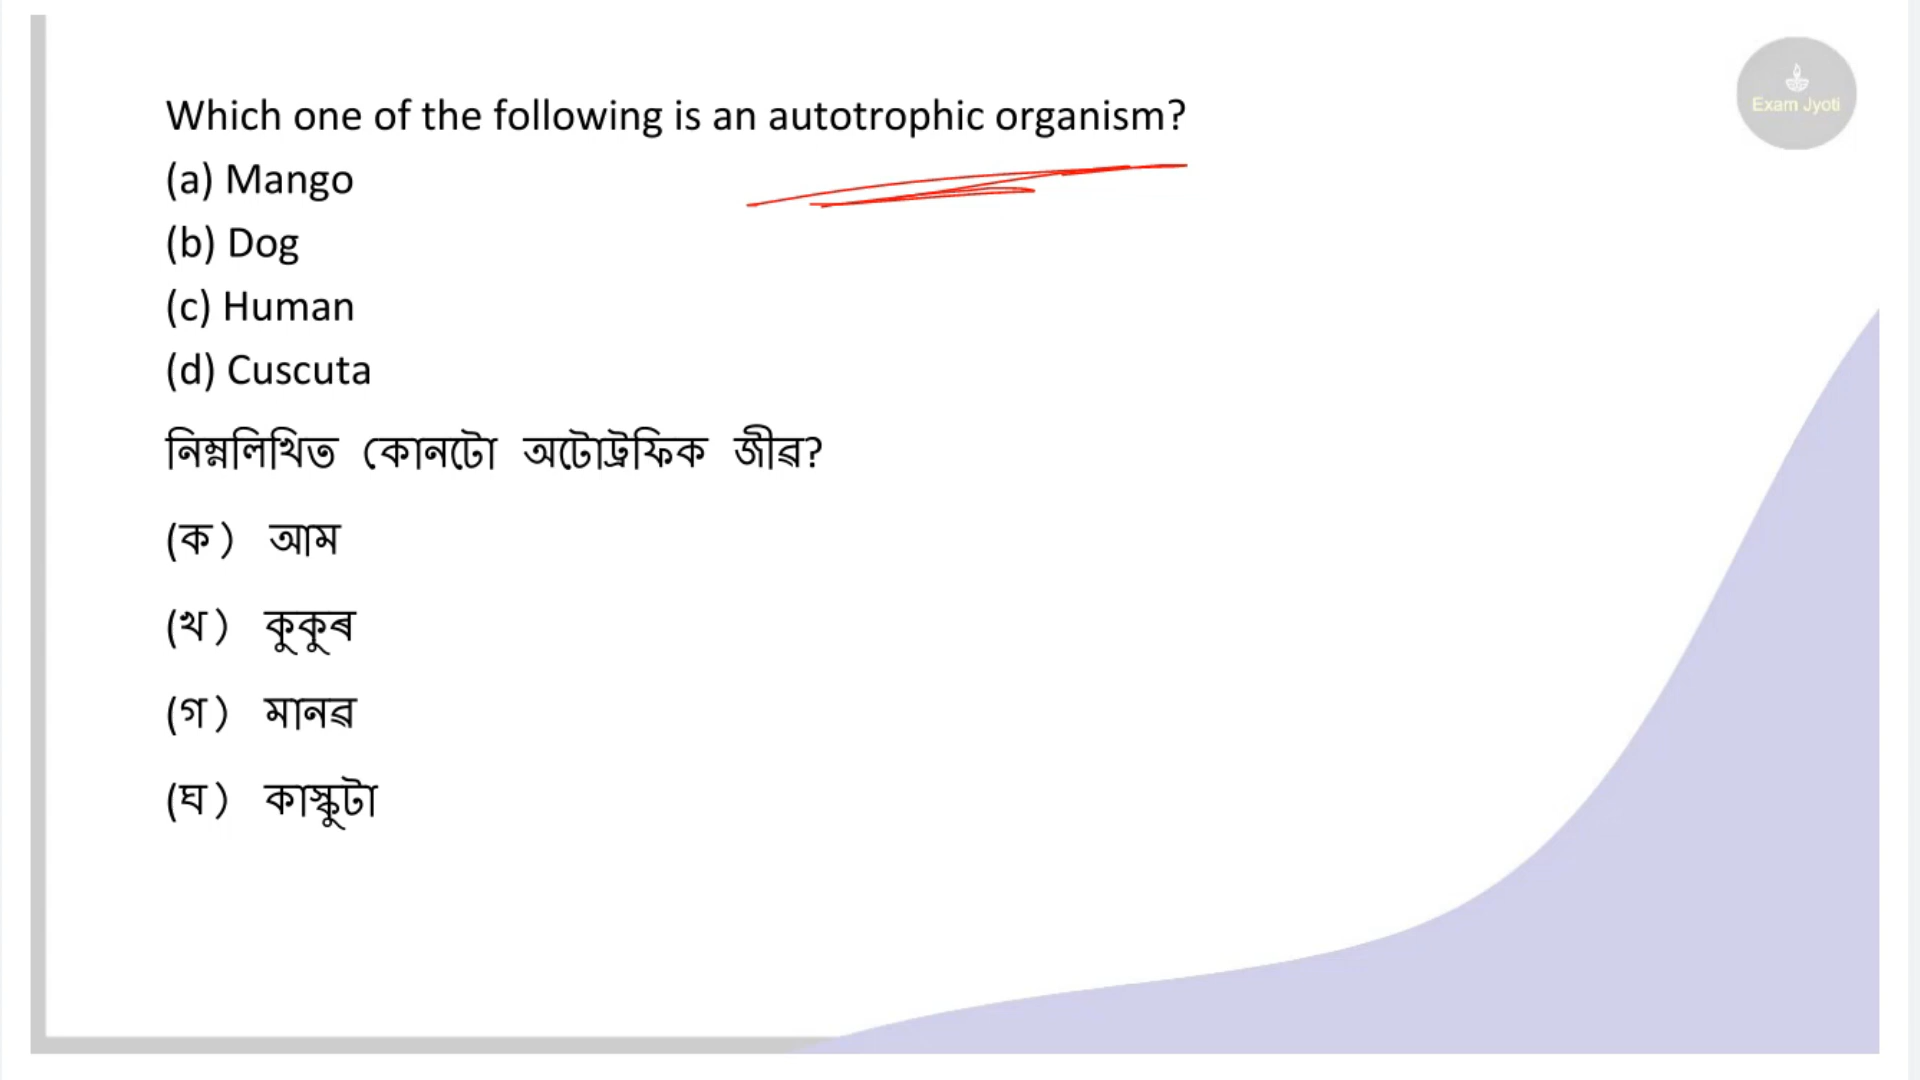 Exam Jyoti
Which one of the following is an autotrophic organism?
(a) Mango
(b) Dog
(c) Human
(d) Cuscuta
নিম্নলিখিত কোনটো অটোট্ৰফিক জীৱ?
(ক) আম
(খ) কুকুৰ
(গ) মানৱ
(ঘ) কাস্কুটা